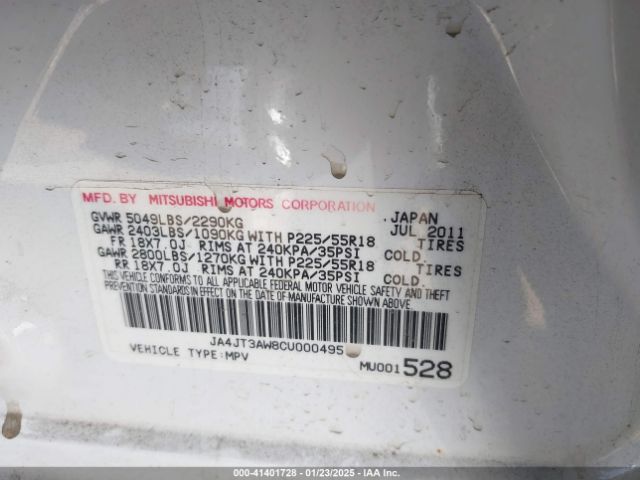 MFD. BY MITSUBISHI MOTORS CORPORATION JAPAN
GVWR 5049LBS/2290KG JUL 2011
GAWR 2403LBS/1090KG WITH P225/55R18 TIRES
FR 18X7.0J RIMS AT 240KPA/35PSI COLD.
GAWR 2800LBS/1270KG WITH P225/55R18 TIRES
RR 18X7.0J RIMS AT 240KPA/35PSI COLD.
THIS VEHICLE CONFORMS TO ALL APPLICABLE FEDERAL MOTOR VEHICLE SAFETY AND THEFT
PREVENTION STANDARDS IN EFFECT ON THE DATE OF MANUFACTURE SHOWN ABOVE.
JA4JT3AW8CU000495
VEHICLE TYPE:MPV MU001528
000-41401728 - 01/23/2025 - IAA Inc.